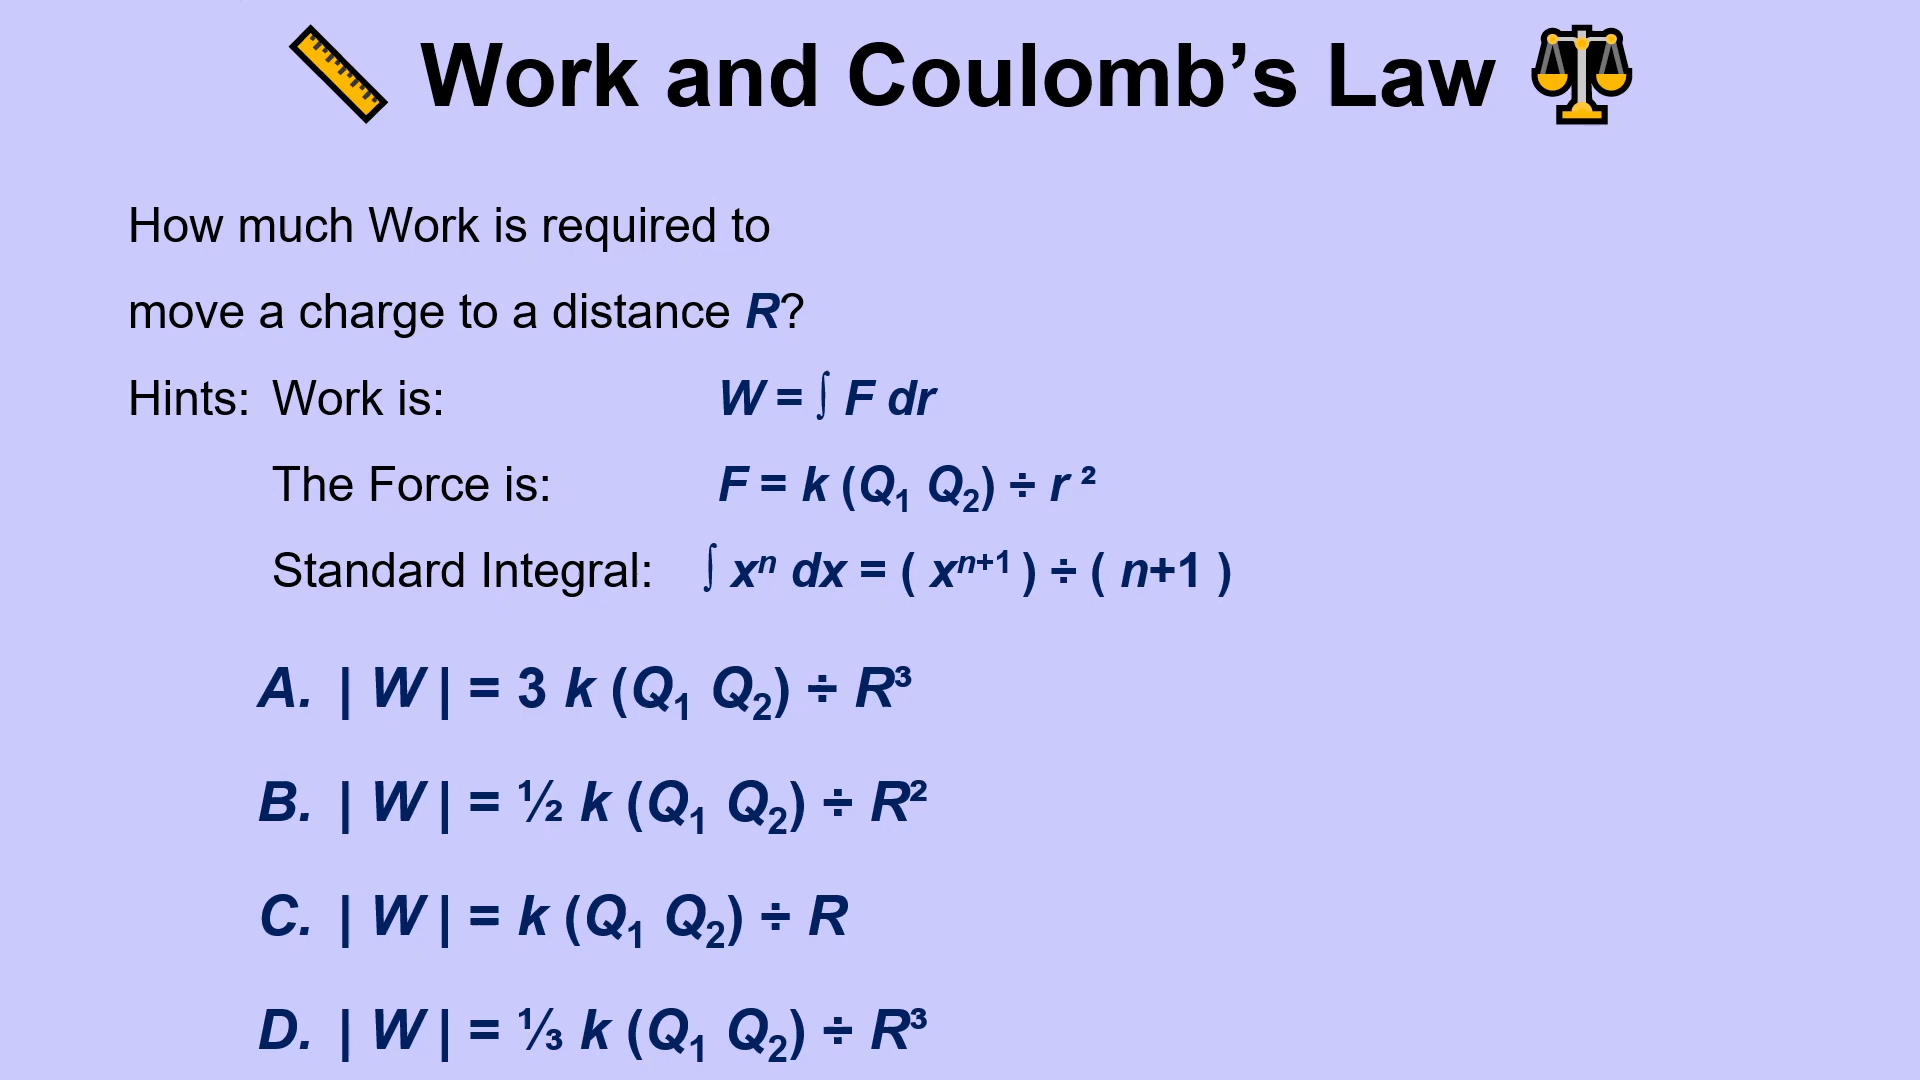 Work and Coulomb’s Law
How much Work is required to
move a charge to a distance R?
Hints: Work is: W = ∫ F dr
The Force is: F = k (Q₁ Q₂) ÷ r ²
Standard Integral: ∫ xⁿ dx = ( xⁿ⁺¹ ) ÷ ( n+1 )
A. | W | = 3 k (Q₁ Q₂) ÷ R³
B. | W | = ½ k (Q₁ Q₂) ÷ R²
C. | W | = k (Q₁ Q₂) ÷ R
D. | W | = ⅓ k (Q₁ Q₂) ÷ R³